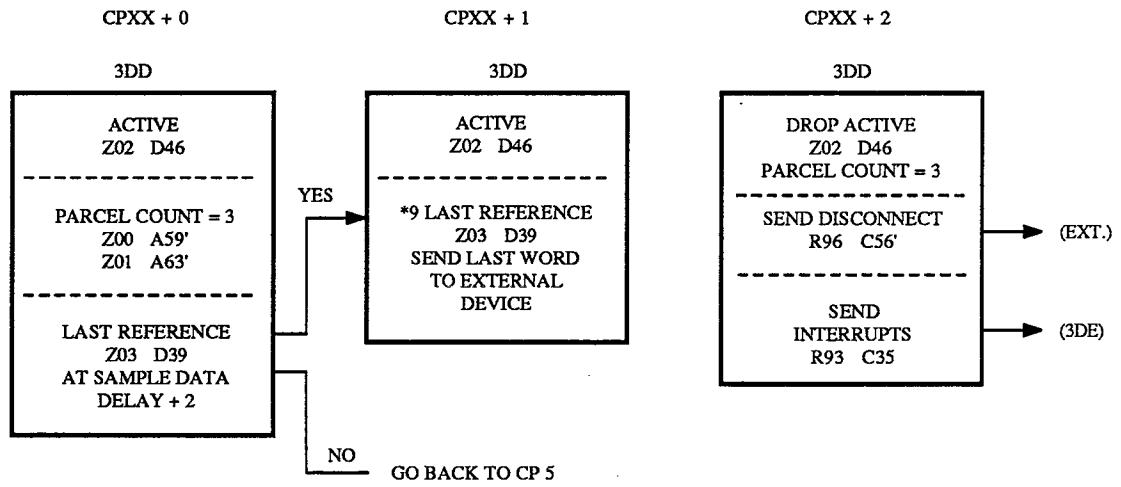 CPXX + 0
CPXX + 1
CPXX + 2
3DD
3DD
3DD
ACTIVE
Z02 D46
PARCEL COUNT = 3
Z00 A59'
Z01 A63'
LAST REFERENCE
Z03 D39
AT SAMPLE DATA
DELAY + 2
YES
NO
GO BACK TO CP 5
ACTIVE
Z02 D46
*9 LAST REFERENCE
Z03 D39
SEND LAST WORD
TO EXTERNAL
DEVICE
DROP ACTIVE
Z02 D46
PARCEL COUNT = 3
SEND DISCONNECT
R96 C56'
(EXT.)
SEND
INTERRUPTS
R93 C35
(3DE)